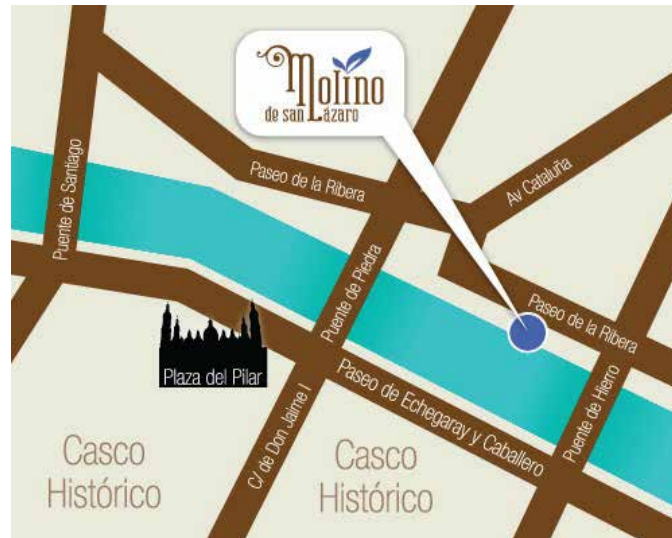 Molino
de san Lázaro
Puente de Santiago
Paseo de la Ribera
Av Cataluña
Puente de Piedra
Paseo de la Ribera
Plaza del Pilar
Paseo de Echegaray y Caballero
Puente de Hierro
C/ de Don Jaime I
Casco
Histórico
Casco
Histórico